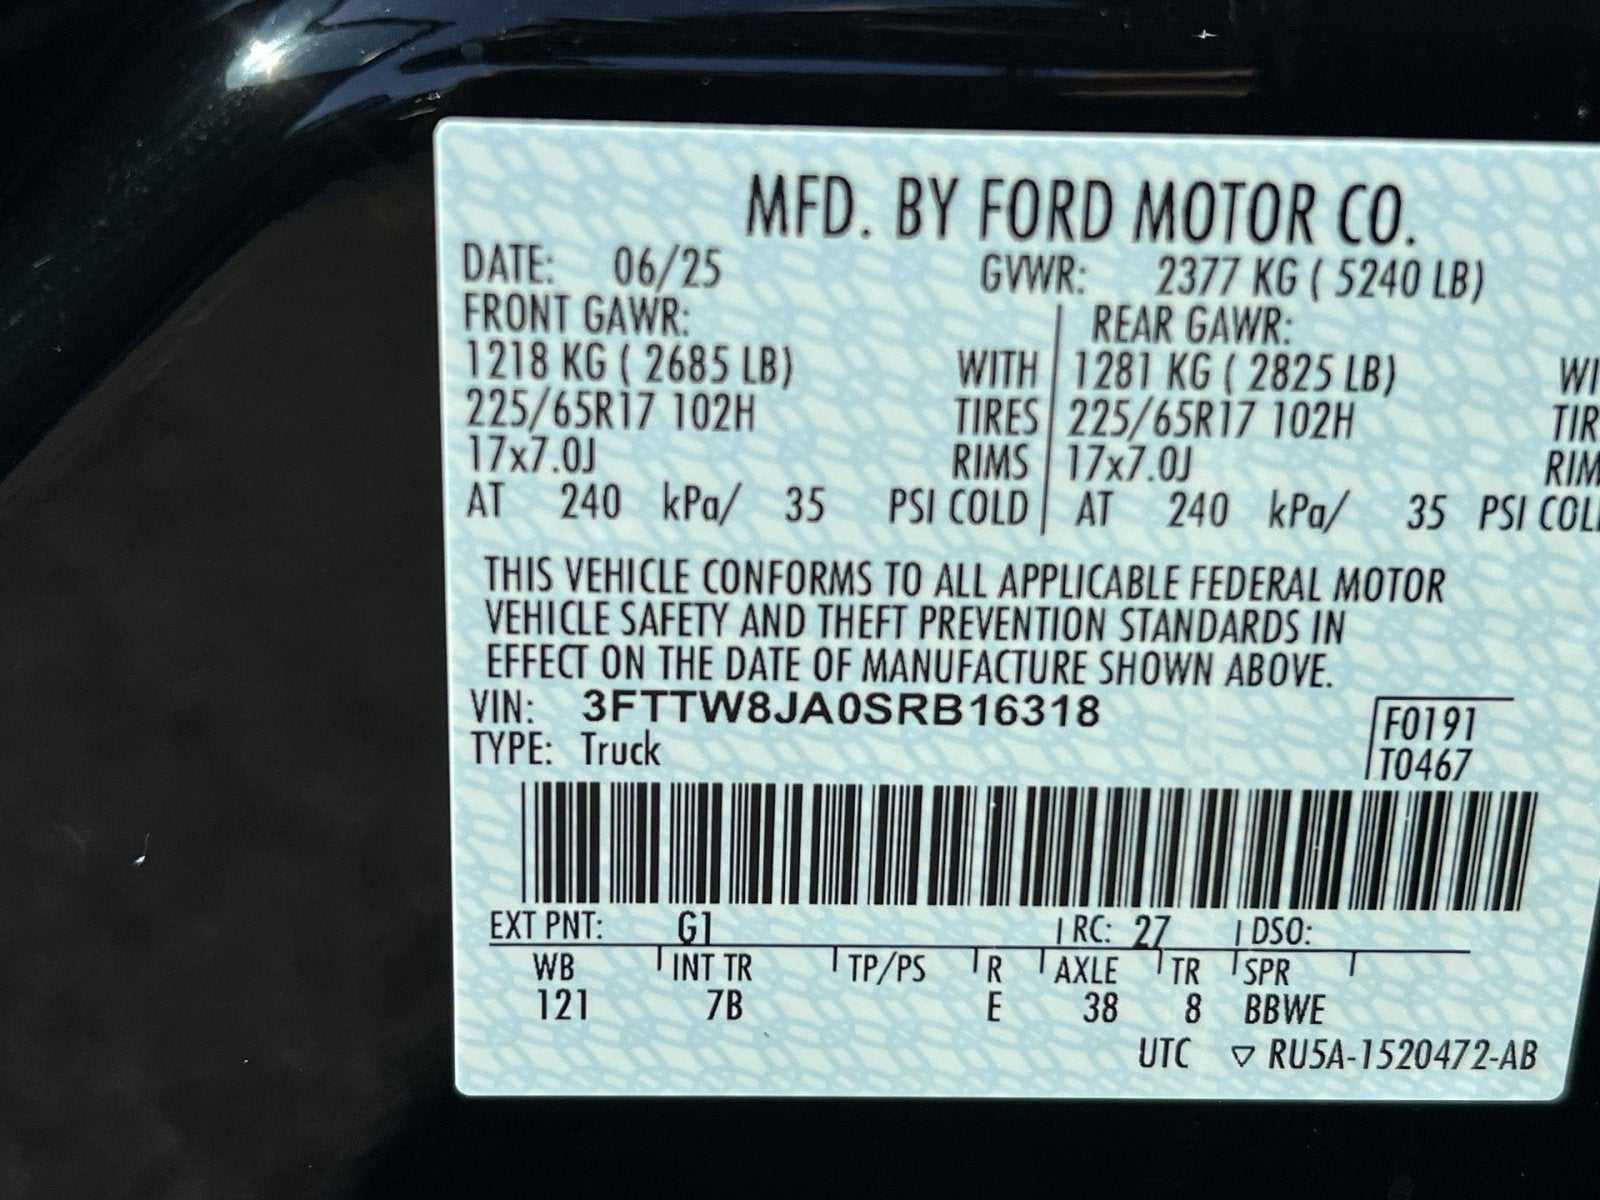 MFD. BY FORD MOTOR CO.
DATE: 06/25 GVWR: 2377 KG ( 5240 LB)
FRONT GAWR: REAR GAWR:
1218 KG ( 2685 LB) WITH 1281 KG ( 2825 LB) WI
225/65R17 102H TIRES 225/65R17 102H TIR
17x7.0J RIMS 17x7.0J RIM
AT 240 kPa/ 35 PSI COLD AT 240 kPa/ 35 PSI COL
THIS VEHICLE CONFORMS TO ALL APPLICABLE FEDERAL MOTOR
VEHICLE SAFETY AND THEFT PREVENTION STANDARDS IN
EFFECT ON THE DATE OF MANUFACTURE SHOWN ABOVE.
VIN: 3FTTW8JA0SRB16318 F0191
TYPE: Truck T0467
EXT PNT: G1 RC: 27 DSO:
WB INT TR TP/PS R AXLE TR SPR
121 7B E 38 8 BBWE
UTC ▽ RU5A-1520472-AB